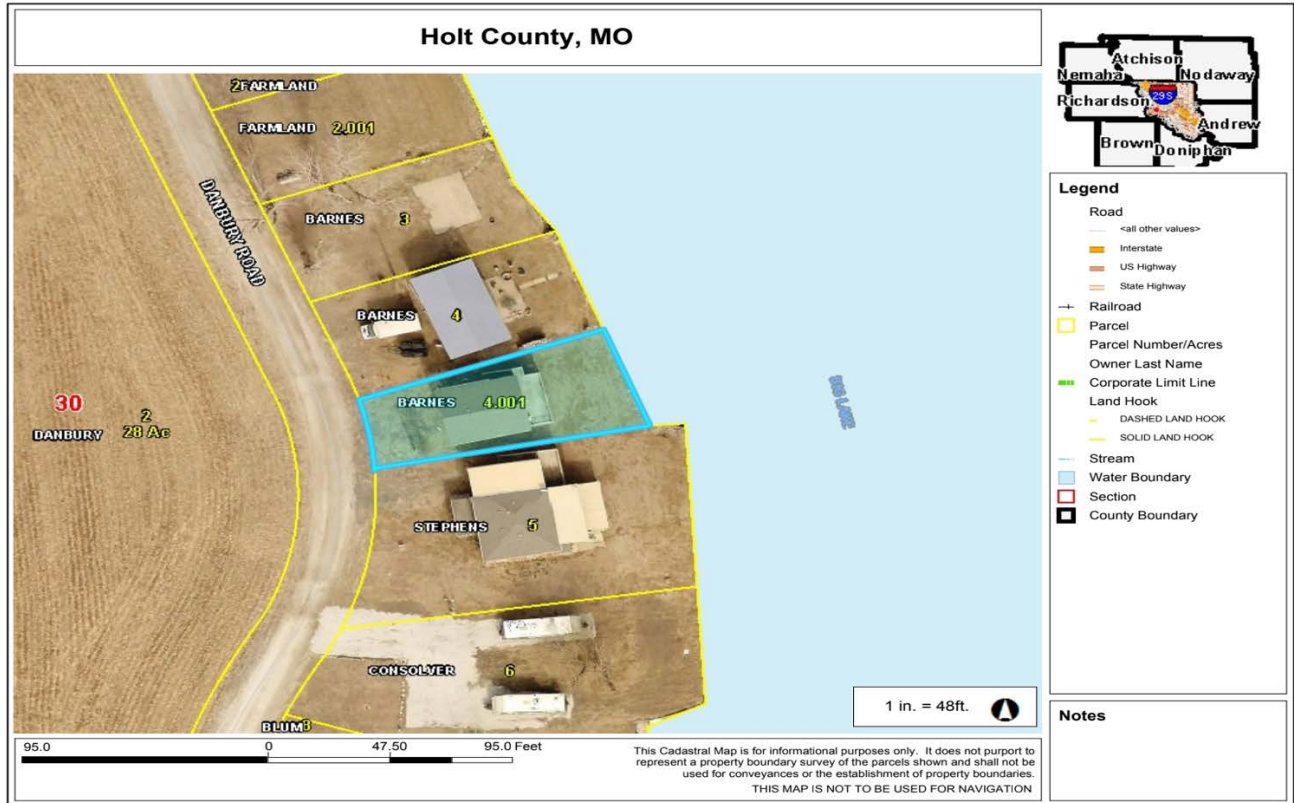 Holt County, MO
2 FARMLAND
FARMLAND 2.001
DANBURY ROAD
BARNES 3
BARNES 4
BARNES 4.001
30
2
DANBURY 28 Ac
BIG LAKE
STEPHENS 5
CONSOLVER 6
BLUM 8
1 in. = 48ft.
95.0 0 47.50 95.0 Feet
This Cadastral Map is for informational purposes only. It does not purport to
represent a property boundary survey of the parcels shown and shall not be
used for conveyances or the establishment of property boundaries.
THIS MAP IS NOT TO BE USED FOR NAVIGATION
Atchison
Nemaha Nodaway
Richardson 29S
Andrew
Brown Doniphan
Legend
Road
<all other values>
Interstate
US Highway
State Highway
Railroad
Parcel
Parcel Number/Acres
Owner Last Name
Corporate Limit Line
Land Hook
DASHED LAND HOOK
SOLID LAND HOOK
Stream
Water Boundary
Section
County Boundary
Notes